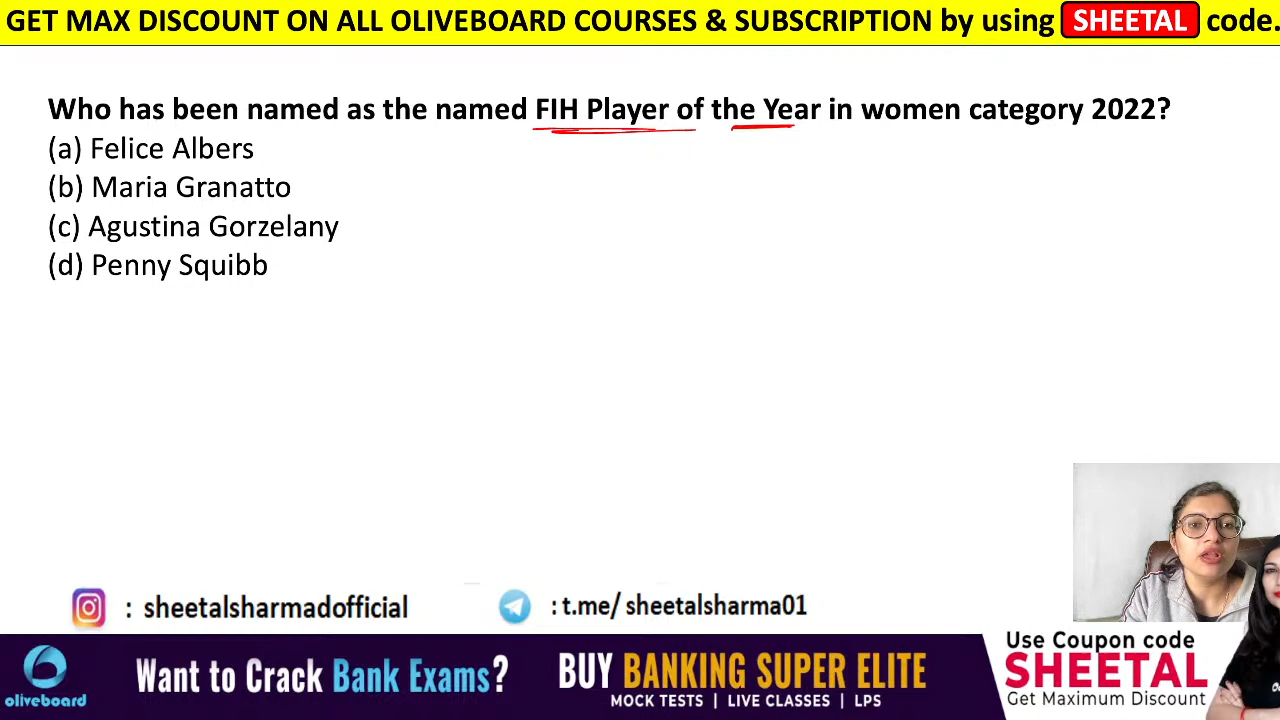 GET MAX DISCOUNT ON ALL OLIVEBOARD COURSES & SUBSCRIPTION by using SHEETAL code.
Who has been named as the named FIH Player of the Year in women category 2022?
(a) Felice Albers
(b) Maria Granatto
(c) Agustina Gorzelany
(d) Penny Squibb
: sheetalsharmadofficial
: t.me/ sheetalsharma01
oliveboard
Want to Crack Bank Exams?
BUY BANKING SUPER ELITE
MOCK TESTS | LIVE CLASSES | LPS
Use Coupon code
SHEETAL
Get Maximum Discount